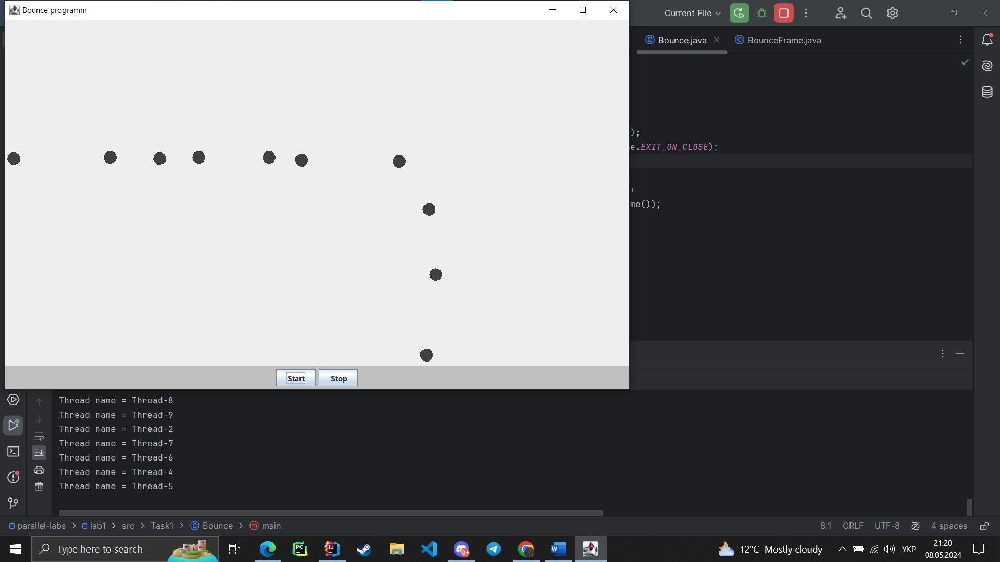 Bounce programm
Current File
Bounce.java
BounceFrame.java
);
e.EXIT_ON_CLOSE);
+
me());
Start
Stop
Thread name = Thread-8
Thread name = Thread-9
Thread name = Thread-2
Thread name = Thread-7
Thread name = Thread-6
Thread name = Thread-4
Thread name = Thread-5
parallel-labs > lab1 > src > Task1 > Bounce > main
8:1 CRLF UTF-8 4 spaces
Type here to search
12°C Mostly cloudy
УКР
21:20
08.05.2024